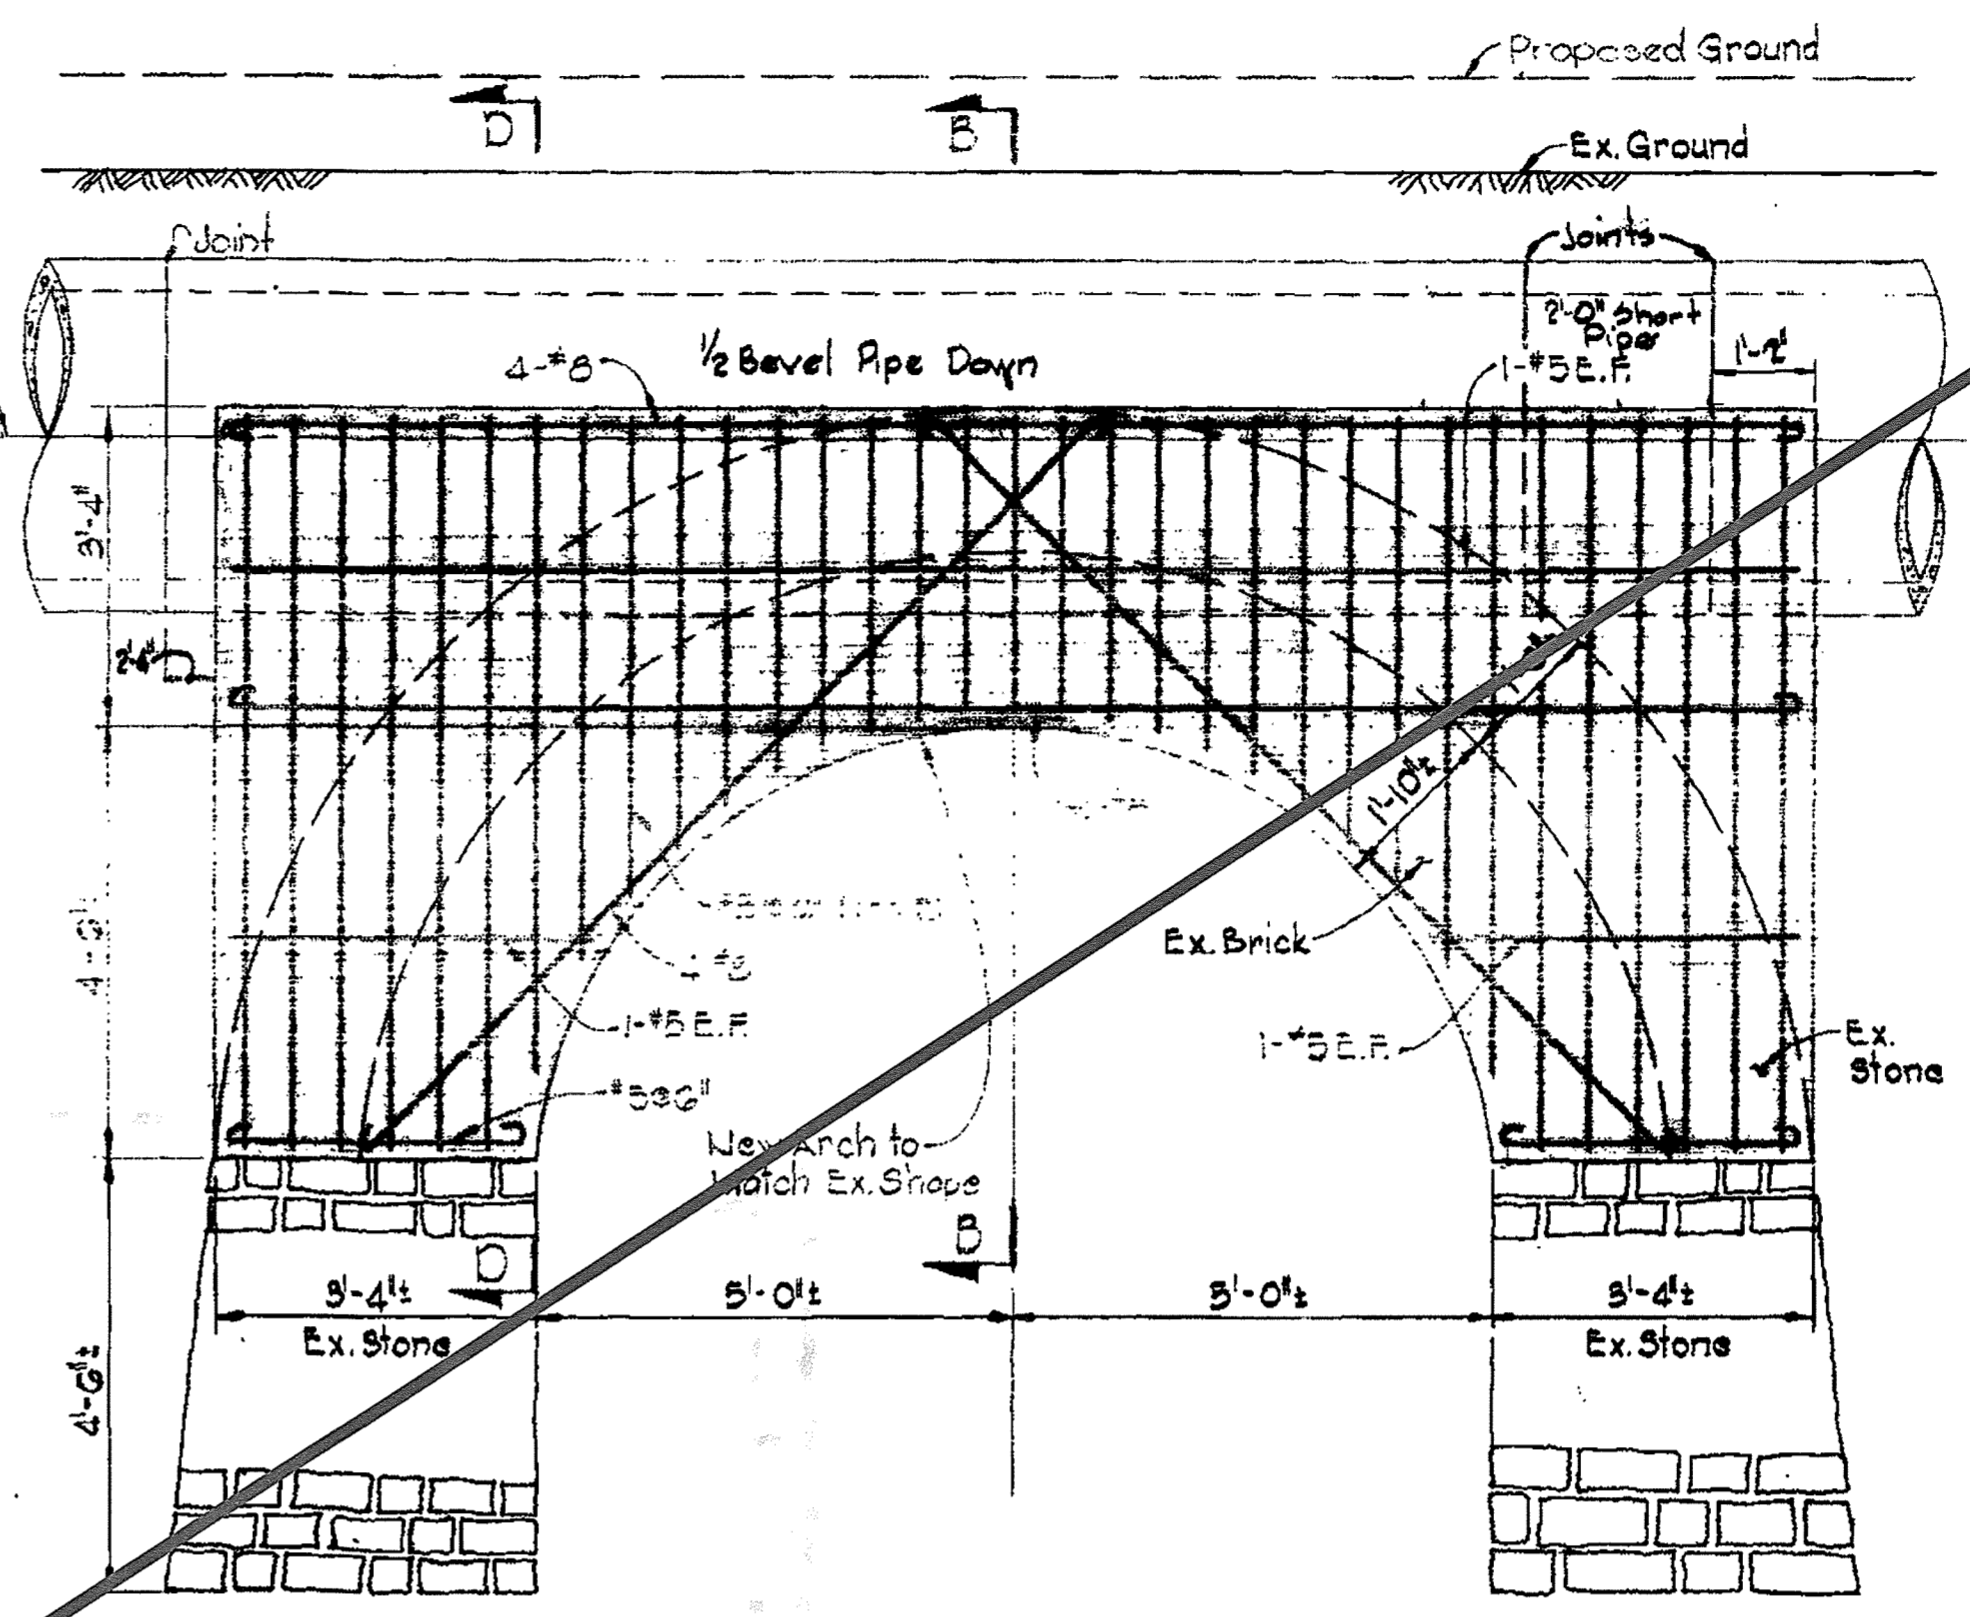 Proposed Ground
D
B
Ex. Ground
Joint
Joints
2'-0" Short
Pipe
1'-2"
4-#8
1/2 Bevel Pipe Down
1-#5 E.F.
3'-4"
2'-4"
1'-10"±
Ex. Brick
4-#8
1-#5 E.F.
1-#5 E.F.
Ex.
Stone
#5@6"
New Arch to
Match Ex. Shape
D
B
3'-4"±
5'-0"±
5'-0"±
3'-4"±
Ex. Stone
Ex. Stone
4'-6"±